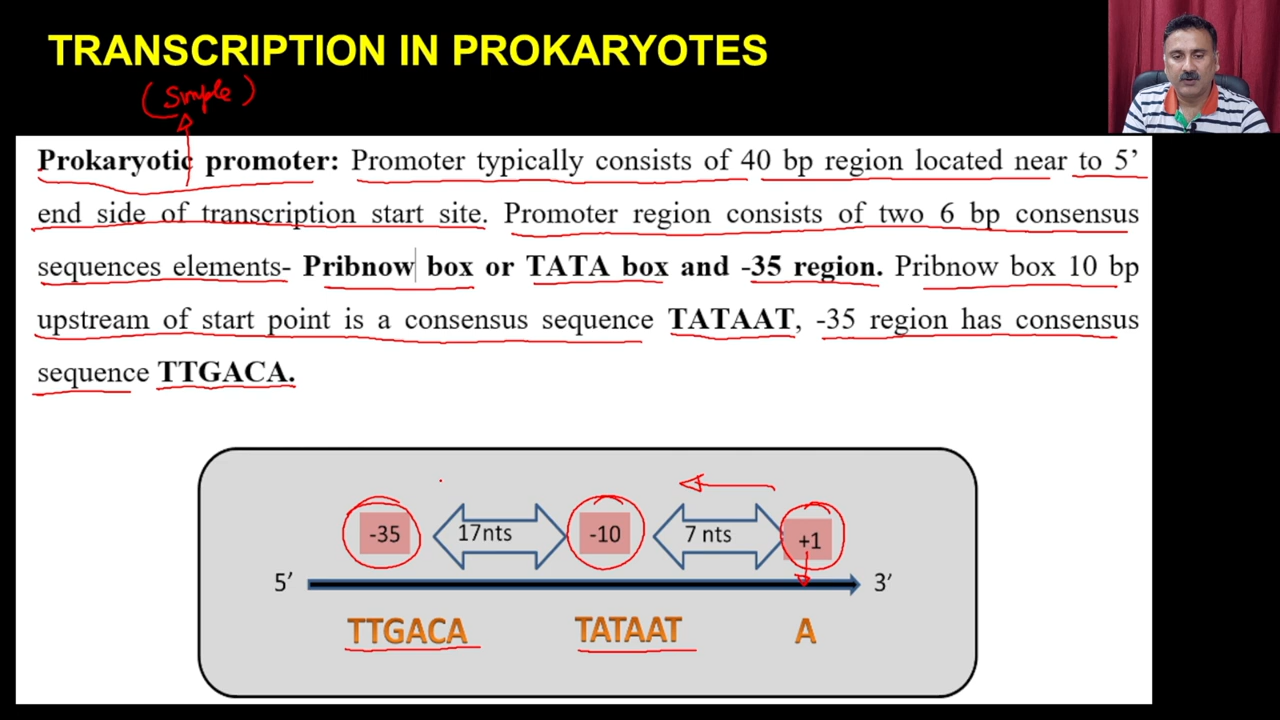 TRANSCRIPTION IN PROKARYOTES
(Simple)
Prokaryotic promoter: Promoter typically consists of 40 bp region located near to 5’
end side of transcription start site. Promoter region consists of two 6 bp consensus
sequences elements- Pribnow box or TATA box and -35 region. Pribnow box 10 bp
upstream of start point is a consensus sequence TATAAT, -35 region has consensus
sequence TTGACA.
-35 17nts -10 7 nts +1
5′ 3′
TTGACA TATAAT A